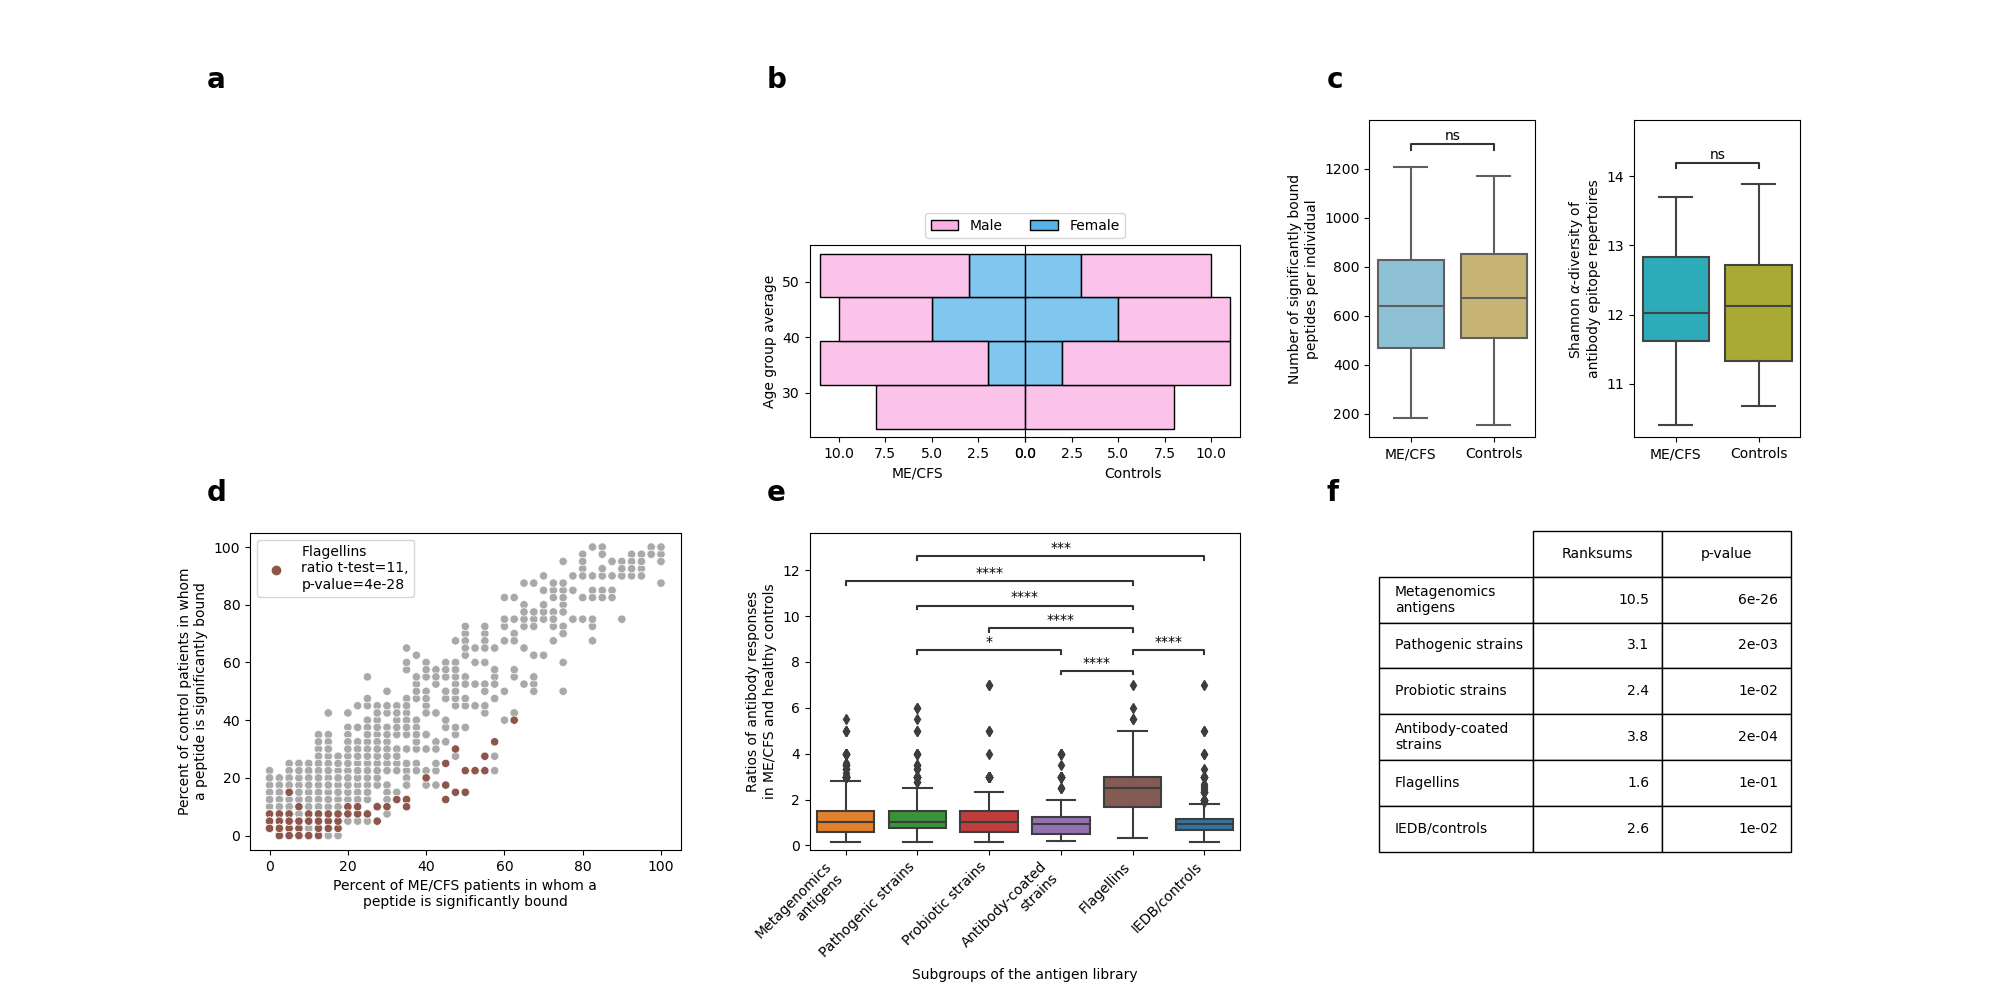 a
b
c
Male
Female
Age group average
50
40
30
10.0 7.5 5.0 2.5 0.0 0.0 2.5 5.0 7.5 10.0
ME/CFS
Controls
Number of significantly bound
peptides per individual
1200
1000
800
600
400
200
ns
ME/CFS Controls
Shannon α-diversity of
antibody epitope repertoires
14
13
12
11
ns
ME/CFS Controls
d
Percent of control patients in whom
a peptide is significantly bound
100
80
60
40
20
0
Flagellins
ratio t-test=11,
p-value=4e-28
0 20 40 60 80 100
Percent of ME/CFS patients in whom a
peptide is significantly bound
e
Ratios of antibody responses
in ME/CFS and healthy controls
12
10
8
6
4
2
0
***
****
****
****
*
****
****
Metagenomics
antigens
Pathogenic strains
Probiotic strains
Antibody-coated
strains
Flagellins
IEDB/controls
Subgroups of the antigen library
f
Ranksums p-value
Metagenomics
antigens
10.5 6e-26
Pathogenic strains 3.1 2e-03
Probiotic strains 2.4 1e-02
Antibody-coated
strains
3.8 2e-04
Flagellins 1.6 1e-01
IEDB/controls 2.6 1e-02